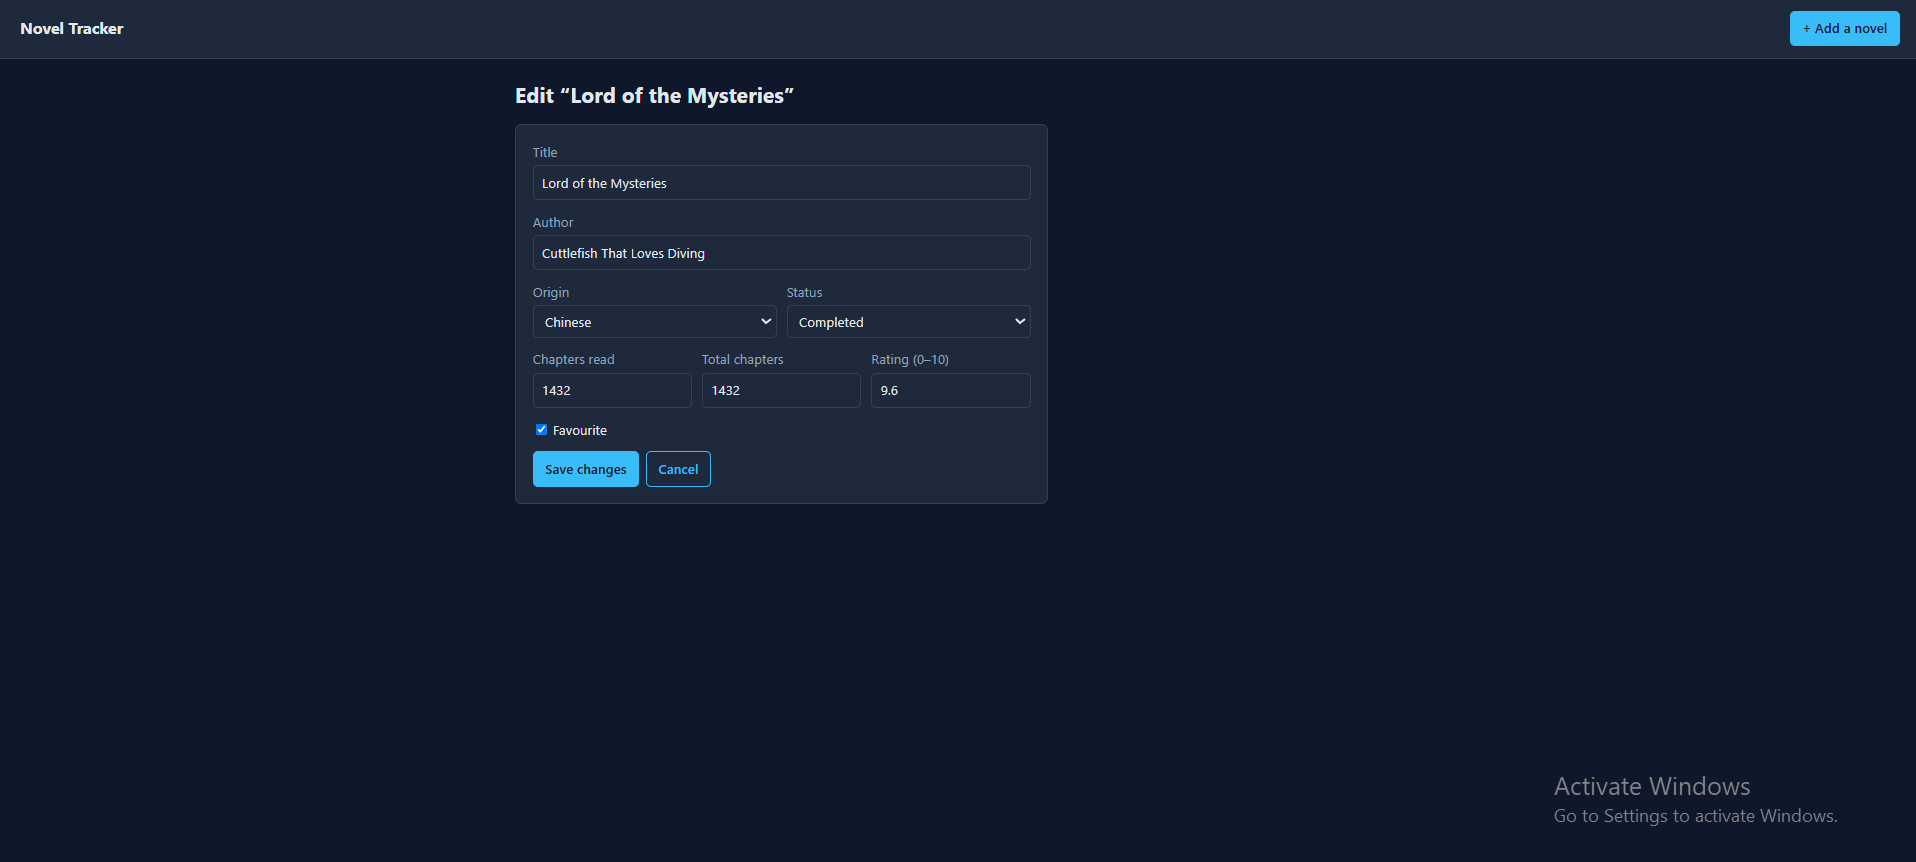 Novel Tracker
+ Add a novel
Edit “Lord of the Mysteries”
Title
Lord of the Mysteries
Author
Cuttlefish That Loves Diving
Origin Status
Chinese Completed
Chapters read Total chapters Rating (0–10)
1432 1432 9.6
Favourite
Save changes Cancel
Activate Windows
Go to Settings to activate Windows.